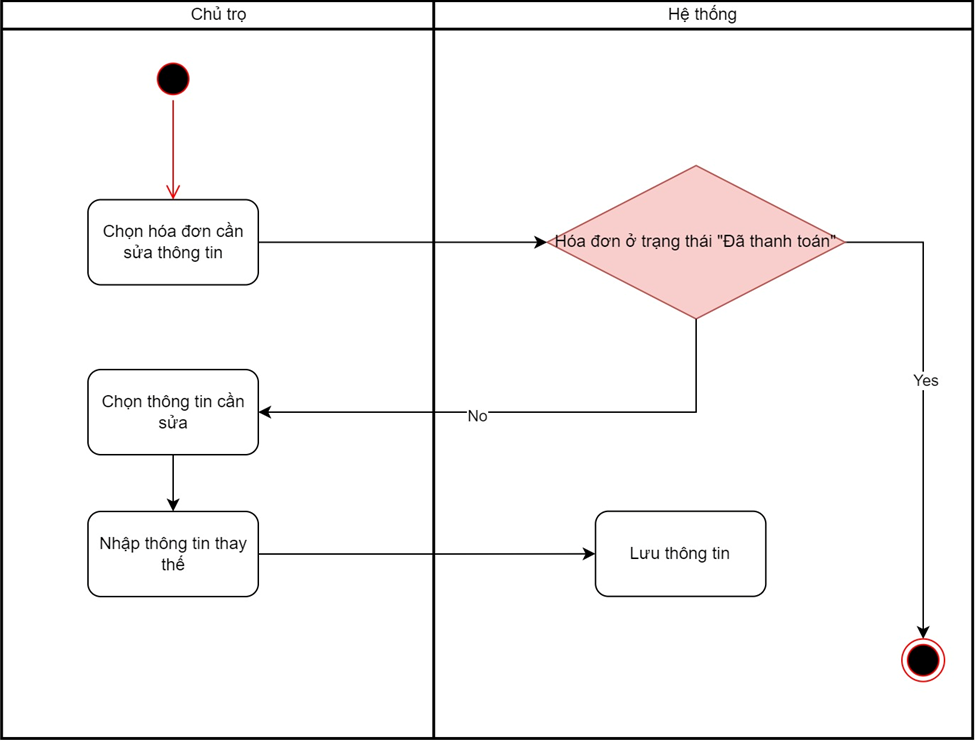 Chủ trọ
Hệ thống
Chọn hóa đơn cần
sửa thông tin
Hóa đơn ở trạng thái "Đã thanh toán"
Yes
Chọn thông tin cần
sửa
No
Nhập thông tin thay
thế
Lưu thông tin